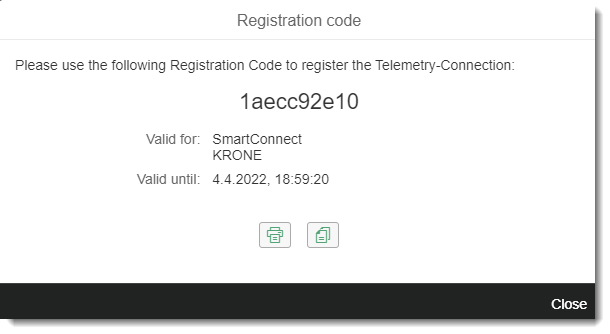 Registration code
Please use the following Registration Code to register the Telemetry-Connection:
1aecc92e10
Valid for: SmartConnect
KRONE
Valid until: 4.4.2022, 18:59:20
Close